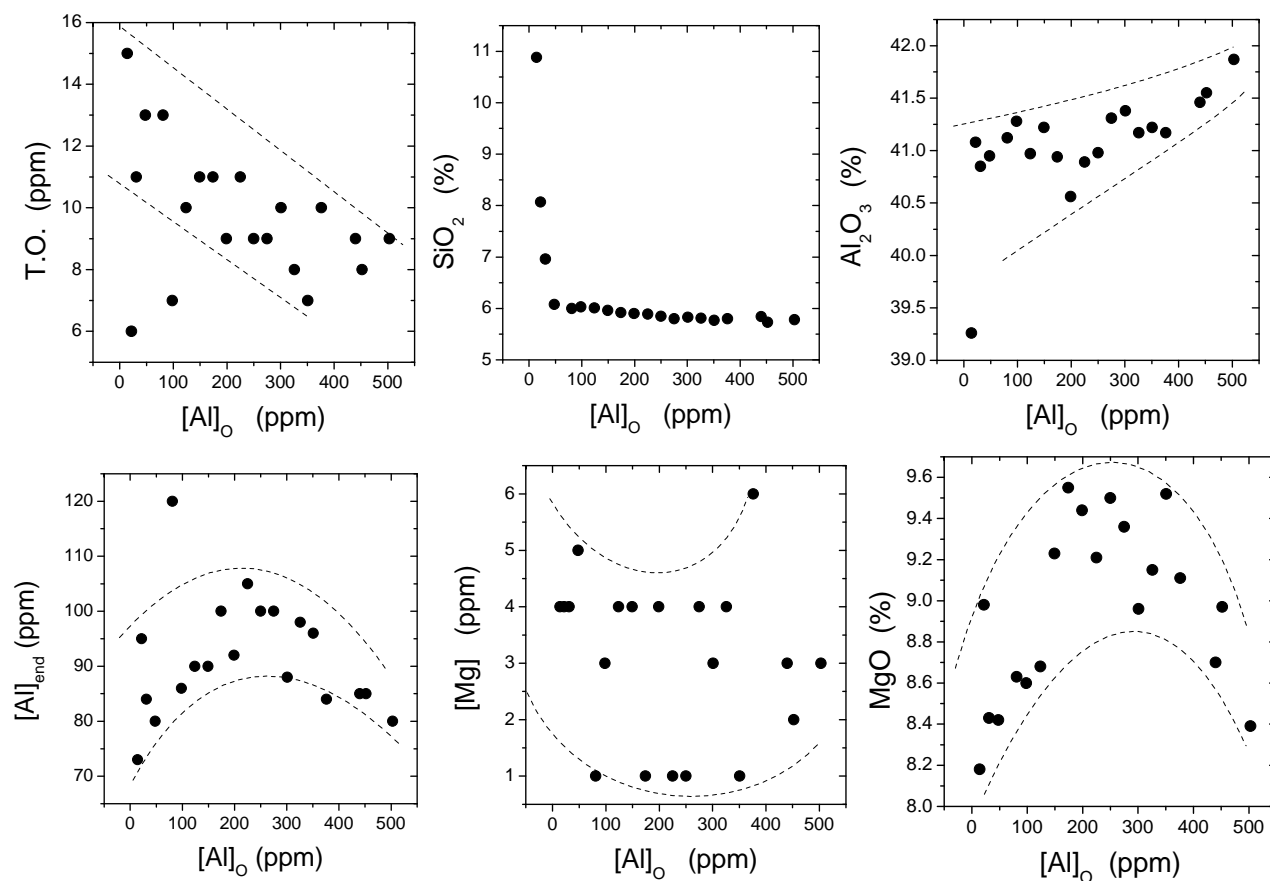 16
14
12
10
8
6
T.O. (ppm)
0 100 200 300 400 500
[Al]O (ppm)
11
10
9
8
7
6
5
SiO2 (%)
0 100 200 300 400 500
[Al]O (ppm)
42.0
41.5
41.0
40.5
40.0
39.5
39.0
Al2O3 (%)
0 100 200 300 400 500
[Al]O (ppm)
120
110
100
90
80
70
[Al]end (ppm)
0 100 200 300 400 500
[Al]O (ppm)
6
5
4
3
2
1
[Mg] (ppm)
0 100 200 300 400 500
[Al]O (ppm)
9.6
9.4
9.2
9.0
8.8
8.6
8.4
8.2
8.0
MgO (%)
0 100 200 300 400 500
[Al]O (ppm)